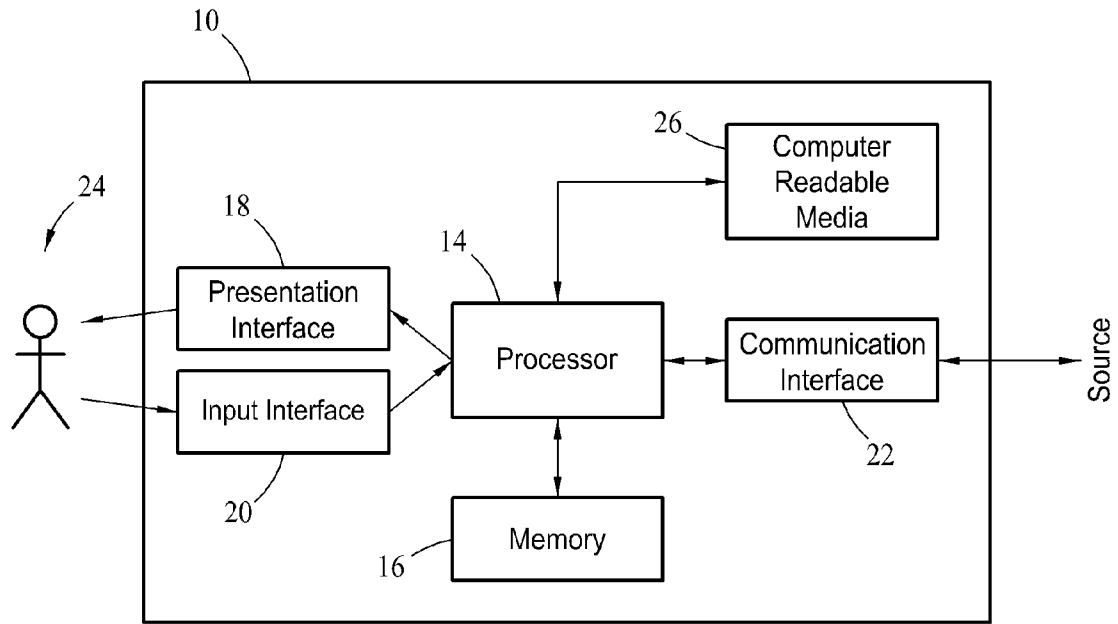 10
26
Computer
Readable
Media
24
18
14
Presentation
Interface
Processor
Communication
Interface
Source
Input Interface
22
20
Memory
16